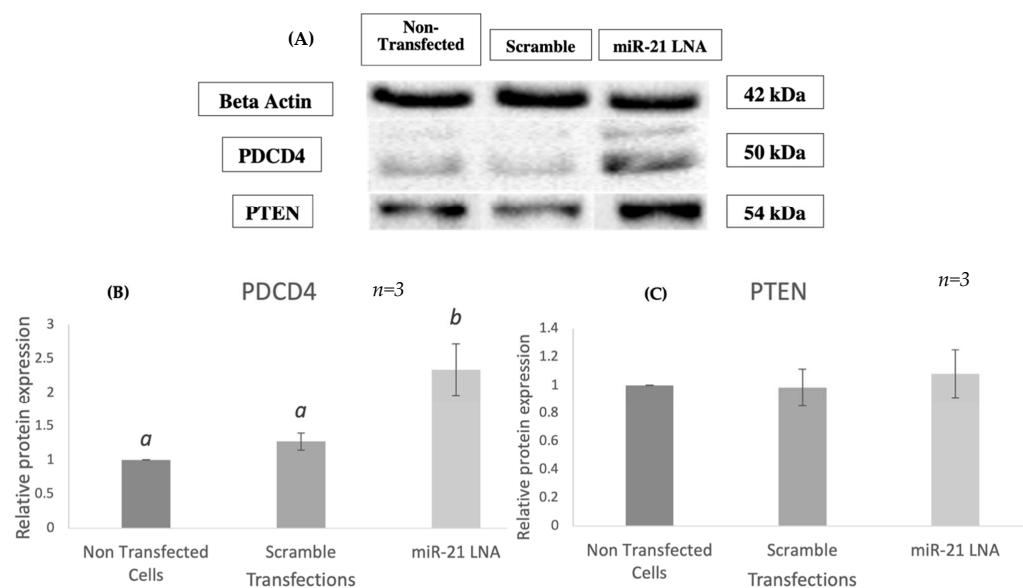 (A)
Non-
Transfected
Scramble
miR-21 LNA
Beta Actin
42 kDa
PDCD4
50 kDa
PTEN
54 kDa
(B)
PDCD4
n=3
Relative protein expression
3
2.5
2
1.5
1
0.5
0
a
a
b
Non Transfected
Cells
Scramble
miR-21 LNA
Transfections
(C)
PTEN
n=3
Relative protein expression
1.4
1.2
1
0.8
0.6
0.4
0.2
0
Non Transfected
Cells
Scramble
miR-21 LNA
Transfections